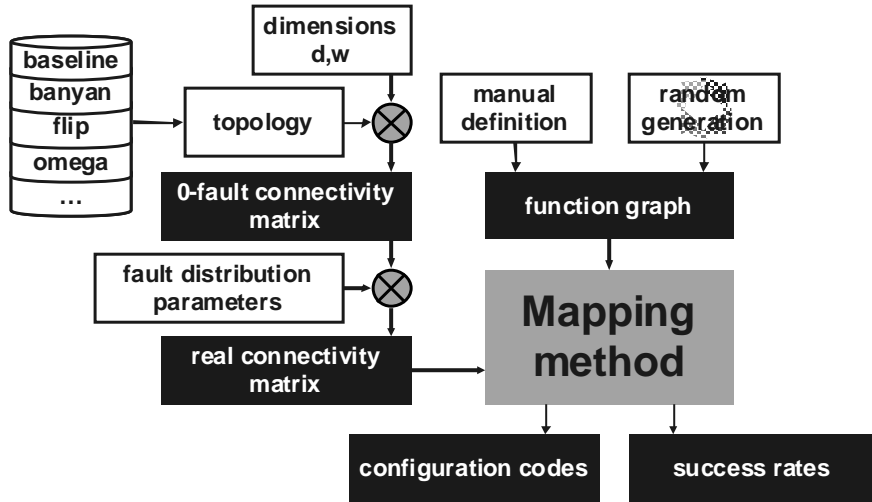 dimensions
d,w
baseline
banyan
flip
omega
...
topology
manual
definition
random
generation
0-fault connectivity
matrix
function graph
fault distribution
parameters
Mapping
method
real connectivity
matrix
configuration codes
success rates